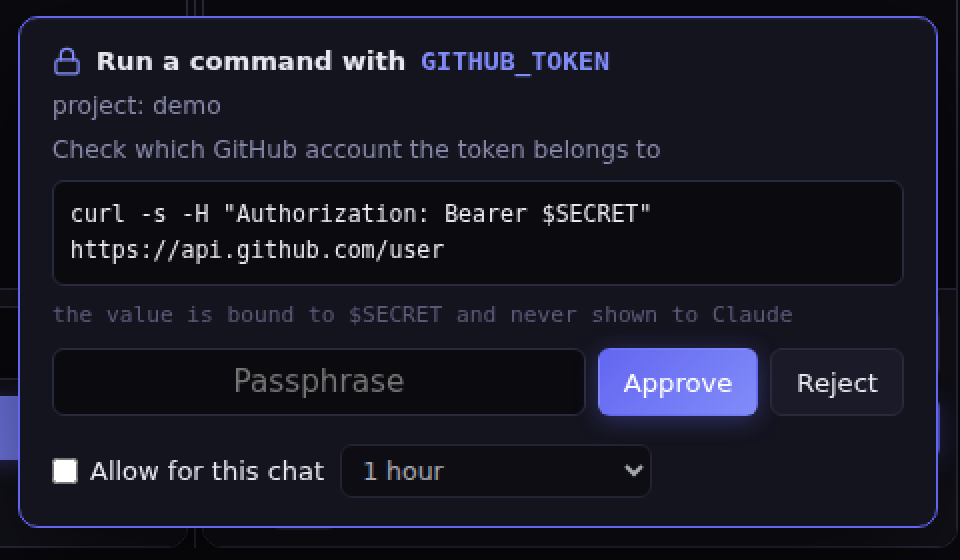 Run a command with GITHUB_TOKEN
project: demo
Check which GitHub account the token belongs to
curl -s -H "Authorization: Bearer $SECRET"
https://api.github.com/user
the value is bound to $SECRET and never shown to Claude
Passphrase Approve Reject
Allow for this chat 1 hour